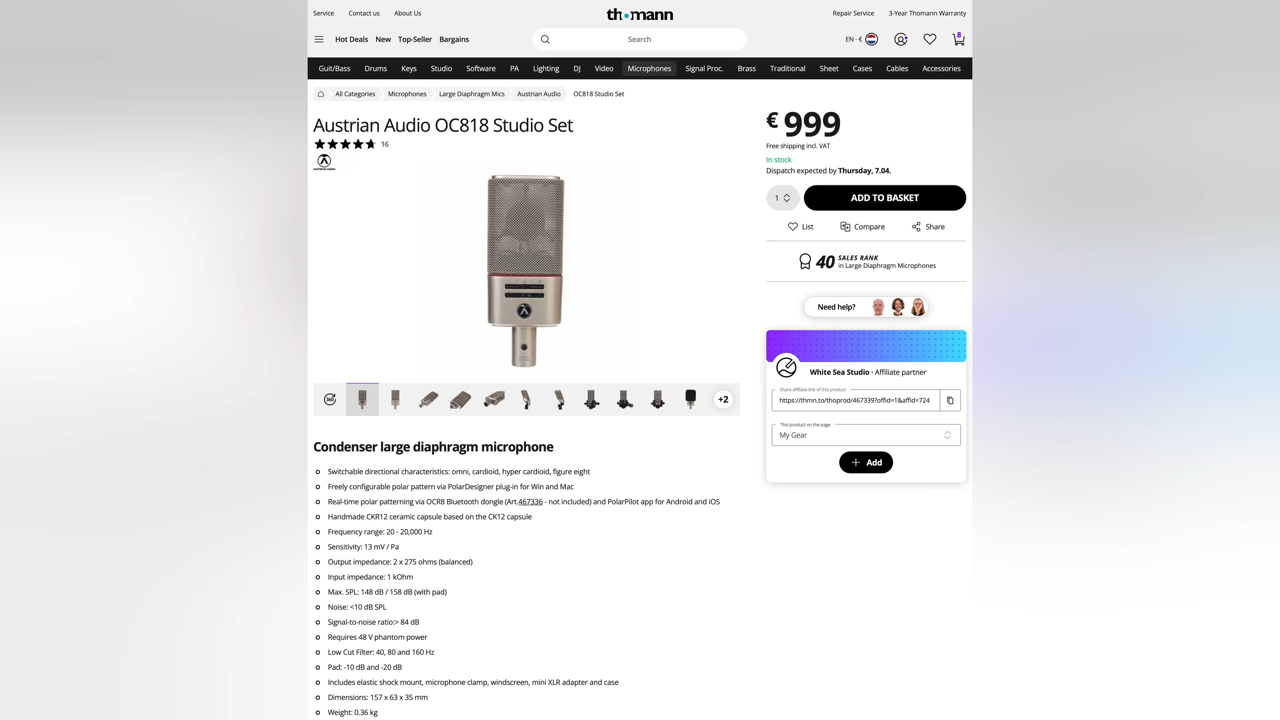 Service
Contact us
About Us
th•mann
Repair Service
3-Year Thomann Warranty
Hot Deals
New
Top-Seller
Bargains
Search
EN · €
8
Guit/Bass
Drums
Keys
Studio
Software
PA
Lighting
DJ
Video
Microphones
Signal Proc.
Brass
Traditional
Sheet
Cases
Cables
Accessories
All Categories
Microphones
Large Diaphragm Mics
Austrian Audio
OC818 Studio Set
Austrian Audio OC818 Studio Set
16
AUSTRIAN AUDIO
360
+2
Condenser large diaphragm microphone
Switchable directional characteristics: omni, cardioid, hyper cardioid, figure eight
Freely configurable polar pattern via PolarDesigner plug-in for Win and Mac
Real-time polar patterning via OCR8 Bluetooth dongle (Art.467336 - not included) and PolarPilot app for Android and iOS
Handmade CKR12 ceramic capsule based on the CK12 capsule
Frequency range: 20 - 20,000 Hz
Sensitivity: 13 mV / Pa
Output impedance: 2 x 275 ohms (balanced)
Input impedance: 1 kOhm
Max. SPL: 148 dB / 158 dB (with pad)
Noise: <10 dB SPL
Signal-to-noise ratio:> 84 dB
Requires 48 V phantom power
Low Cut Filter: 40, 80 and 160 Hz
Pad: -10 dB and -20 dB
Includes elastic shock mount, microphone clamp, windscreen, mini XLR adapter and case
Dimensions: 157 x 63 x 35 mm
Weight: 0.36 kg
€ 999
Free shipping incl. VAT
In stock
Dispatch expected by Thursday, 7.04.
1
ADD TO BASKET
List
Compare
Share
40 SALES RANK
in Large Diaphragm Microphones
Need help?
White Sea Studio · Affiliate partner
Share affiliate link of this product
https://thmn.to/thoprod/467339?offid=1&affid=724
This product on the page
My Gear
+ Add